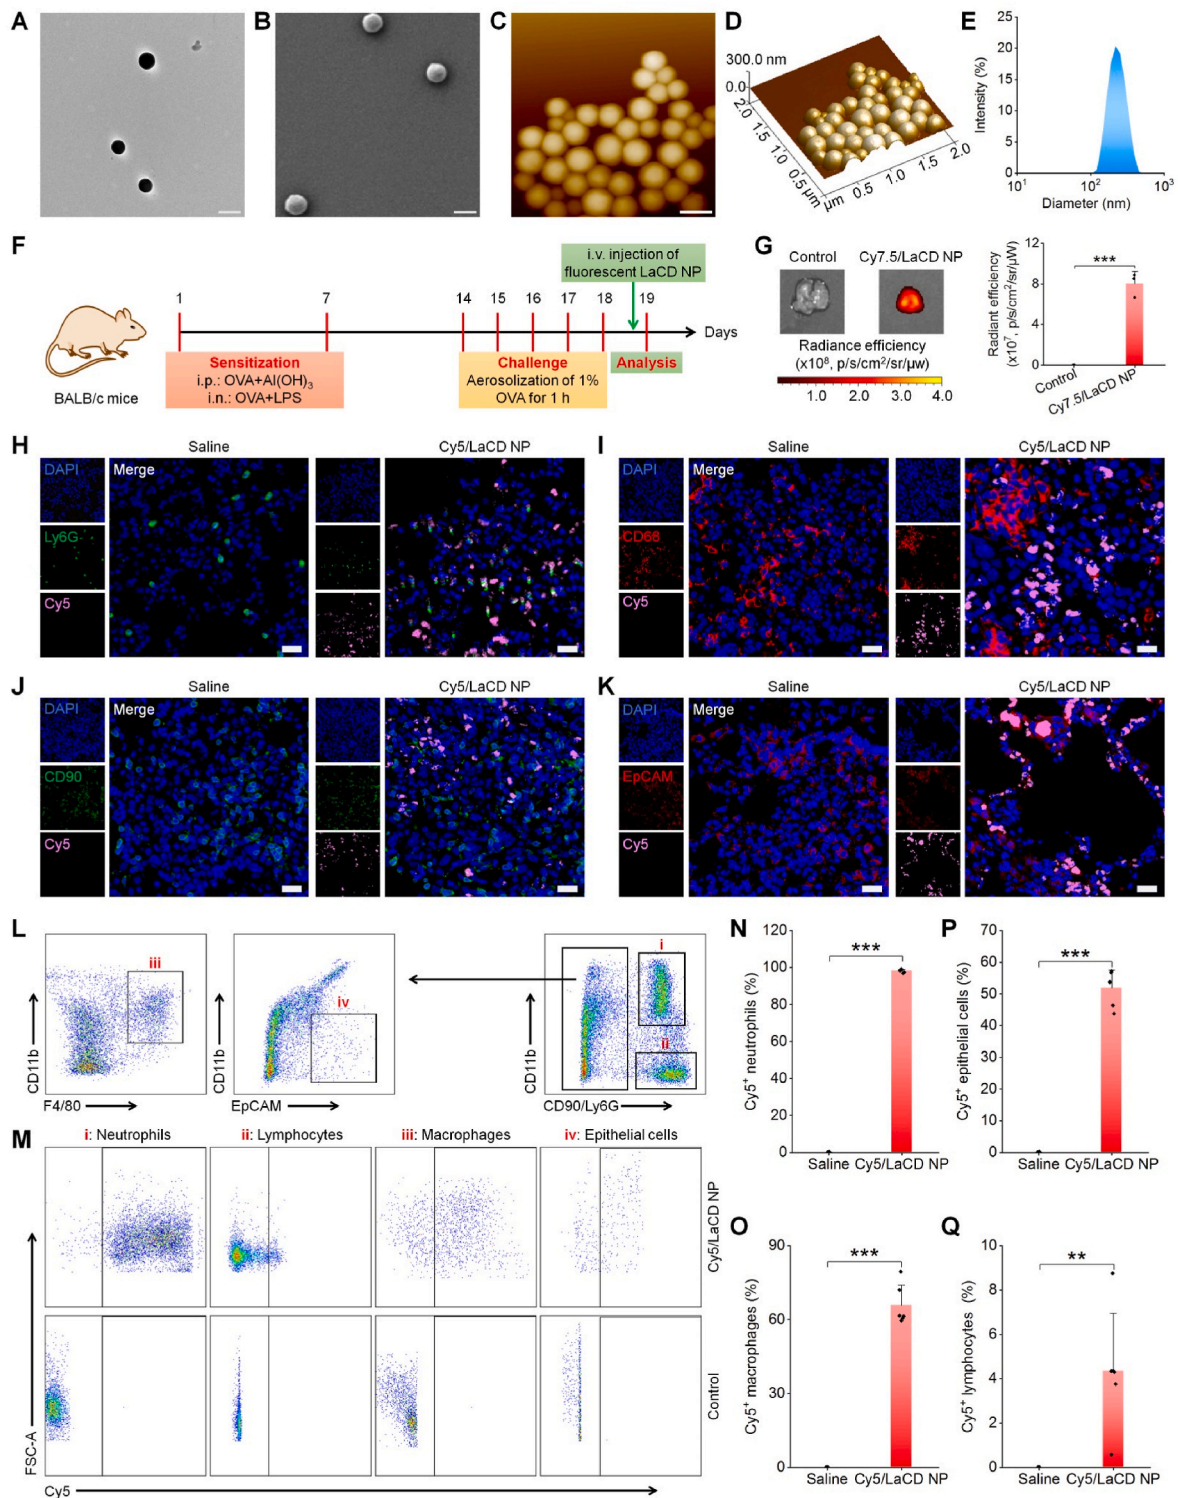 A
B
C
D
300.0 nm
0.0
2.0
1.5
1.0
0.5 µm
µm
0.5
1.0
1.5
2.0
E
Intensity (%)
25
20
15
10
5
0
10¹
10²
10³
Diameter (nm)
F
i.v. injection of
fluorescent LaCD NP
1
7
14
15
16
17
18
19
Days
BALB/c mice
Sensitization
i.p.: OVA+Al(OH)₃
i.n.: OVA+LPS
Challenge
Aerosolization of 1%
OVA for 1 h
Analysis
G
Control
Cy7.5/LaCD NP
Radiance efficiency
(x10⁸, p/s/cm²/sr/µw)
1.0
2.0
3.0
4.0
Radiant efficiency
(x10⁷, p/s/cm²/sr/µW)
12
8
4
0
***
Control
Cy7.5/LaCD NP
H
Saline
Cy5/LaCD NP
DAPI
Merge
Ly6G
Cy5
I
Saline
Cy5/LaCD NP
DAPI
Merge
CD68
Cy5
J
Saline
Cy5/LaCD NP
DAPI
Merge
CD90
Cy5
K
Saline
Cy5/LaCD NP
DAPI
Merge
EpCAM
Cy5
L
iii
CD11b
F4/80
iv
CD11b
EpCAM
i
ii
CD11b
CD90/Ly6G
M
i: Neutrophils
ii: Lymphocytes
iii: Macrophages
iv: Epithelial cells
Cy5/LaCD NP
Control
FSC-A
Cy5
N
Cy5⁺ neutrophils (%)
120
100
80
60
40
20
0
***
Saline
Cy5/LaCD NP
P
Cy5⁺ epithelial cells (%)
70
60
50
40
30
20
10
0
***
Saline
Cy5/LaCD NP
O
Cy5⁺ macrophages (%)
90
60
30
0
***
Saline
Cy5/LaCD NP
Q
Cy5⁺ lymphocytes (%)
10
8
6
4
2
0
**
Saline
Cy5/LaCD NP